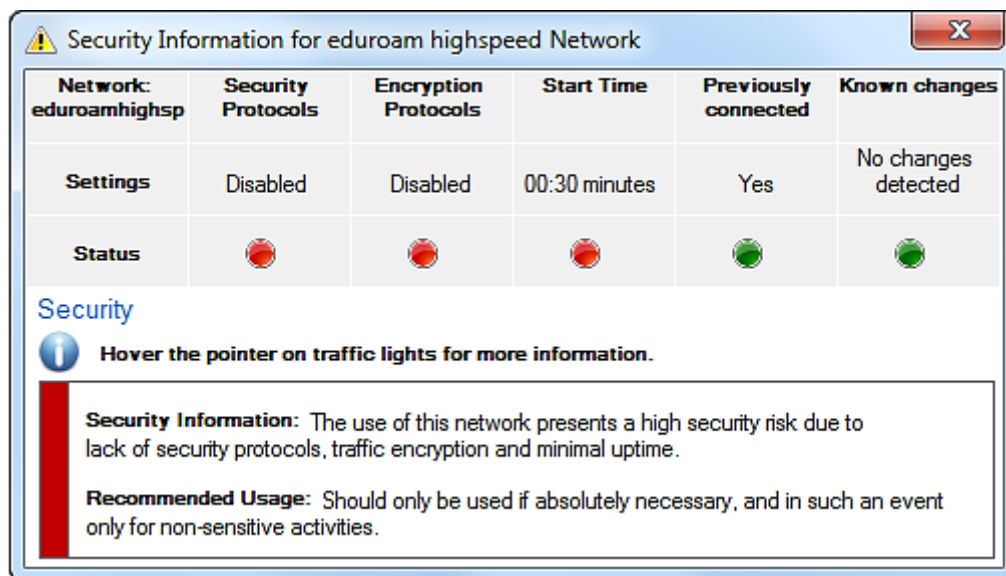 Security Information for eduroam highspeed Network
Network: eduroamhighsp Security Protocols Encryption Protocols Start Time Previously connected Known changes
Settings Disabled Disabled 00:30 minutes Yes No changes detected
Status
Security
Hover the pointer on traffic lights for more information.
Security Information: The use of this network presents a high security risk due to
lack of security protocols, traffic encryption and minimal uptime.
Recommended Usage: Should only be used if absolutely necessary, and in such an event
only for non-sensitive activities.